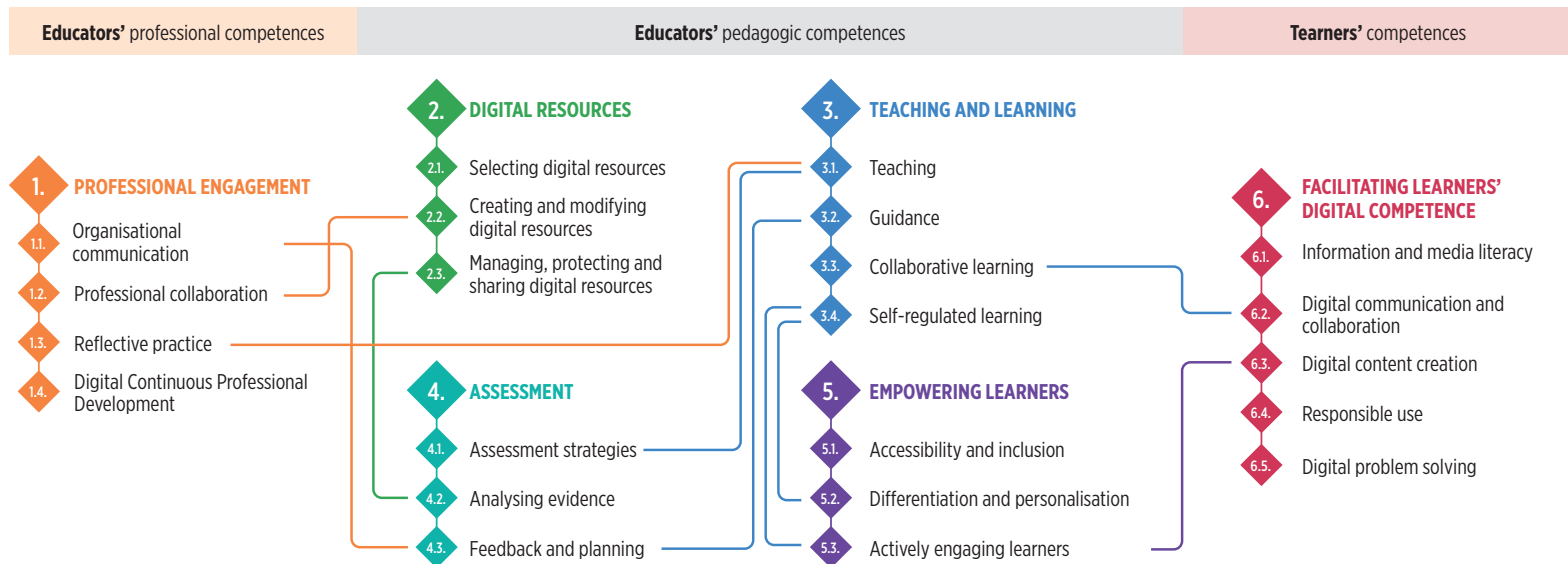 Educators' professional competences
Educators' pedagogic competences
Tearners' competences
1. PROFESSIONAL ENGAGEMENT
1.1. Organisational
communication
1.2. Professional collaboration
1.3. Reflective practice
1.4. Digital Continuous Professional
Development
2. DIGITAL RESOURCES
2.1. Selecting digital resources
2.2. Creating and modifying
digital resources
2.3. Managing, protecting and
sharing digital resources
3. TEACHING AND LEARNING
3.1. Teaching
3.2. Guidance
3.3. Collaborative learning
3.4. Self-regulated learning
4. ASSESSMENT
4.1. Assessment strategies
4.2. Analysing evidence
4.3. Feedback and planning
5. EMPOWERING LEARNERS
5.1. Accessibility and inclusion
5.2. Differentiation and personalisation
5.3. Actively engaging learners
6. FACILITATING LEARNERS'
DIGITAL COMPETENCE
6.1. Information and media literacy
6.2. Digital communication and
collaboration
6.3. Digital content creation
6.4. Responsible use
6.5. Digital problem solving